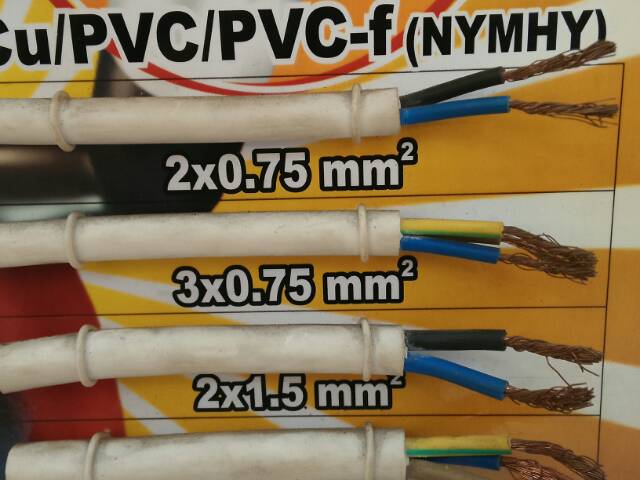 Cu/PVC/PVC-f (NYMHY)
2x0.75 mm²
3x0.75 mm²
2x1.5 mm²